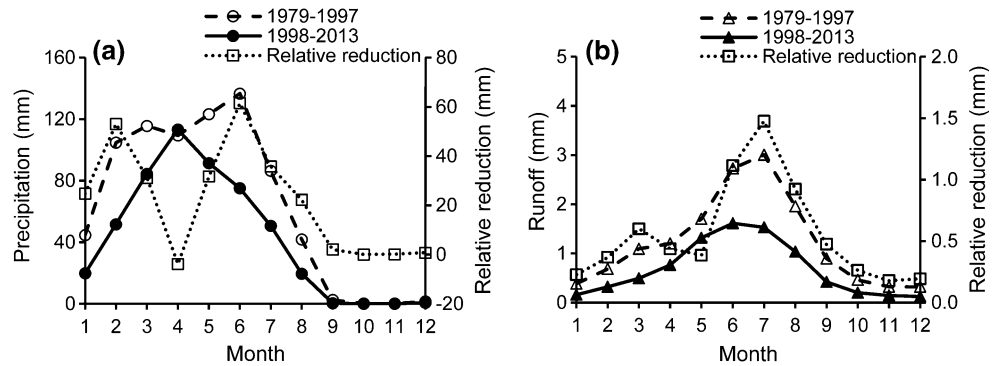 1979-1997
1998-2013
Relative reduction
(a)
Precipitation (mm)
160
120
80
40
0
80
60
40
20
0
-20
Relative reduction (mm)
1 2 3 4 5 6 7 8 9 10 11 12
Month
1979-1997
1998-2013
Relative reduction
(b)
Runoff (mm)
5
4
3
2
1
0
2.0
1.5
1.0
0.5
0.0
Relative reduction (mm)
1 2 3 4 5 6 7 8 9 10 11 12
Month